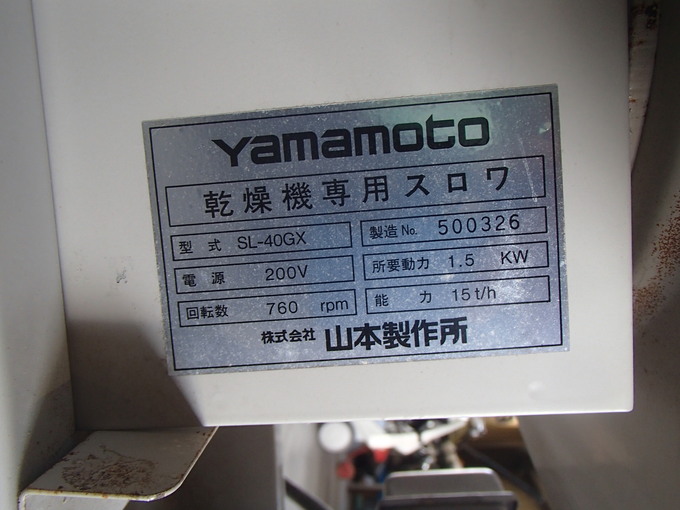 Yamamoto
乾燥機専用スロワ
型式 SL-40GX 製造No. 500326
電源 200V 所要動力 1.5 KW
回転数 760 rpm 能力 15t/h
株式会社 山本製作所